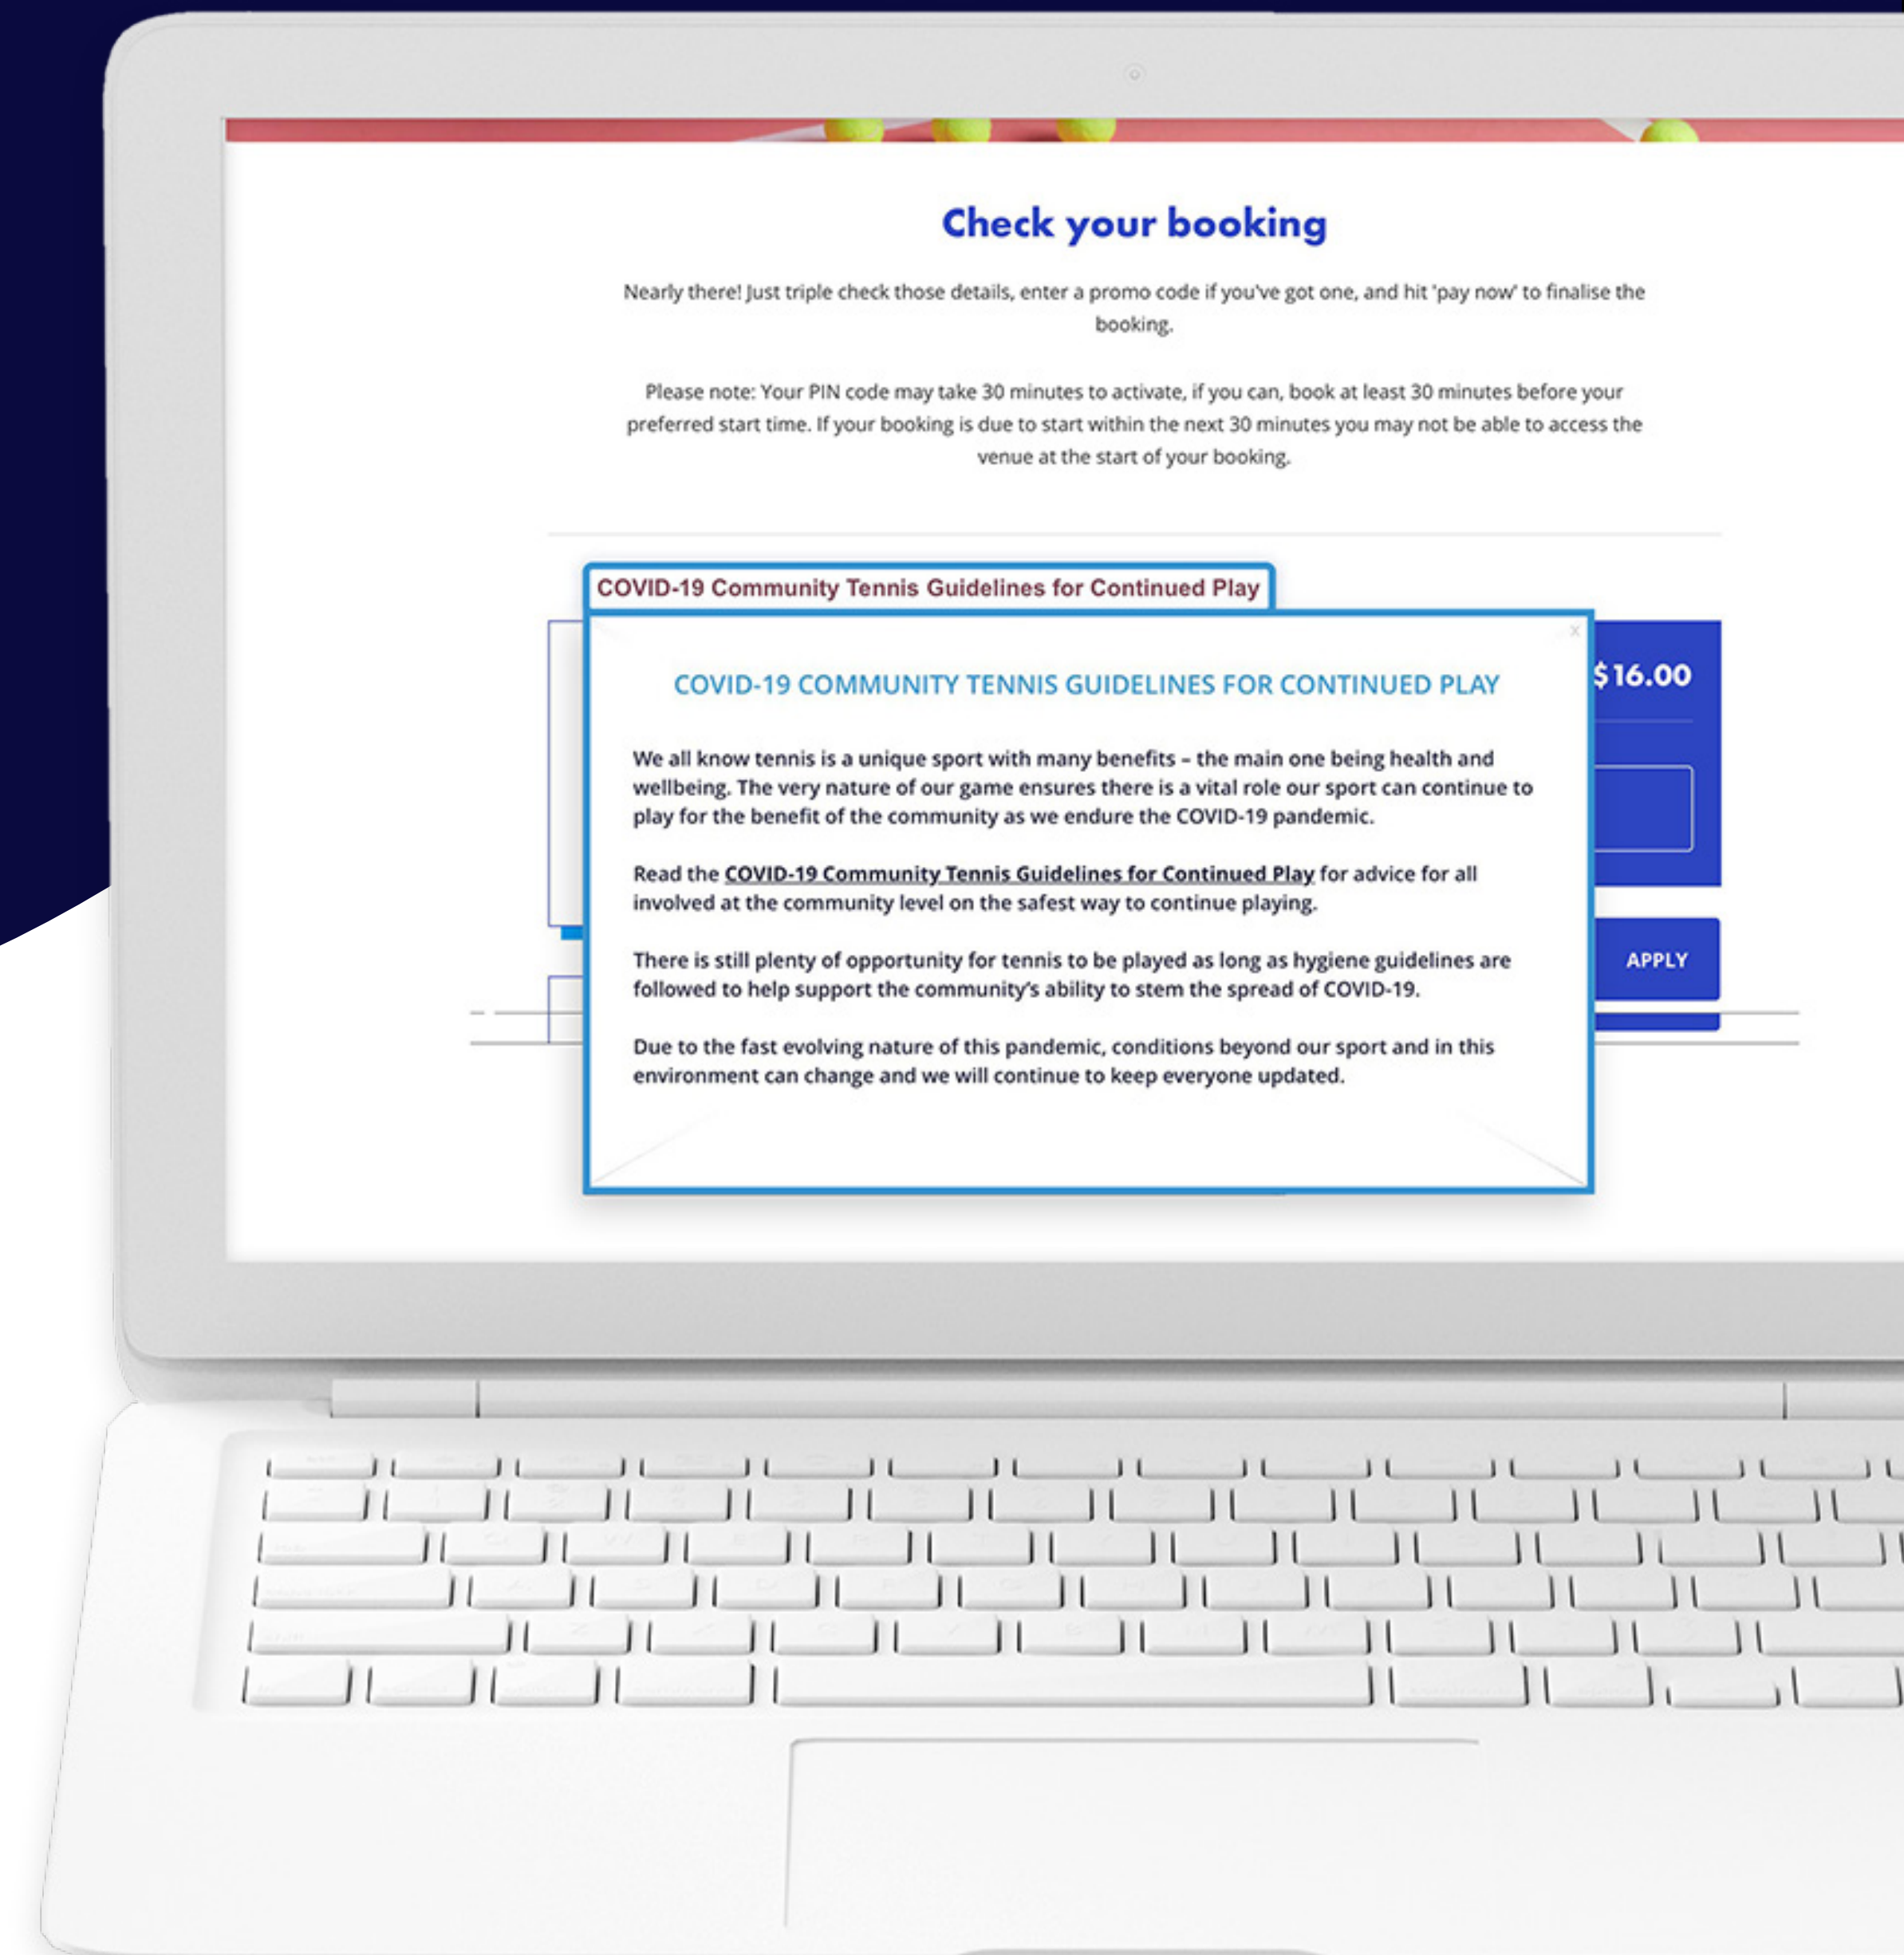 Check your booking
Nearly there! Just triple check those details, enter a promo code if you've got one, and hit 'pay now' to finalise the
booking.
Please note: Your PIN code may take 30 minutes to activate, if you can, book at least 30 minutes before your
preferred start time. If your booking is due to start within the next 30 minutes you may not be able to access the
venue at the start of your booking.
COVID-19 Community Tennis Guidelines for Continued Play
x
$16.00
COVID-19 COMMUNITY TENNIS GUIDELINES FOR CONTINUED PLAY
We all know tennis is a unique sport with many benefits – the main one being health and
wellbeing. The very nature of our game ensures there is a vital role our sport can continue to
play for the benefit of the community as we endure the COVID-19 pandemic.
Read the COVID-19 Community Tennis Guidelines for Continued Play for advice for all
involved at the community level on the safest way to continue playing.
There is still plenty of opportunity for tennis to be played as long as hygiene guidelines are
followed to help support the community's ability to stem the spread of COVID-19.
APPLY
Due to the fast evolving nature of this pandemic, conditions beyond our sport and in this
environment can change and we will continue to keep everyone updated.